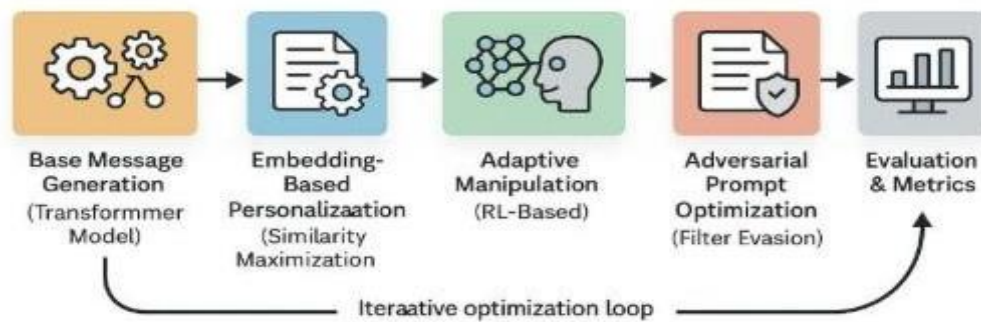 Base Message
Generation
(Transformmer
Model)
Embedding-
Based
Personalizaation
(Similarity
Maximization
Adaptive
Manipulation
(RL-Based)
Adversarial
Prompt
Optimization
(Filter Evasion)
Evaluation
& Metrics
Iteraative optimization loop